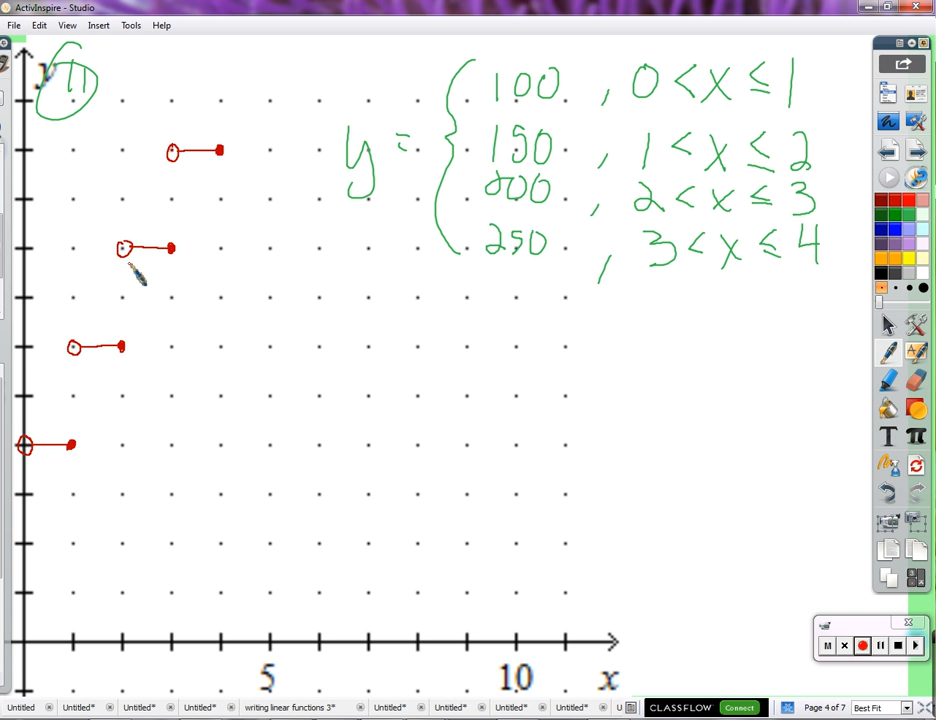 ActivInspire - Studio
File Edit View Insert Tools Help
y 11
y = { 100 , 0 < x ≤ 1
150 , 1 < x ≤ 2
200 , 2 < x ≤ 3
250 , 3 < x ≤ 4
5 10 x
M
Untitled Untitled* Untitled* Untitled* writing linear functions 3* Untitled* Untitled* Untitled* Untitled* U CLASSFLOW Connect Page 4 of 7 Best Fit